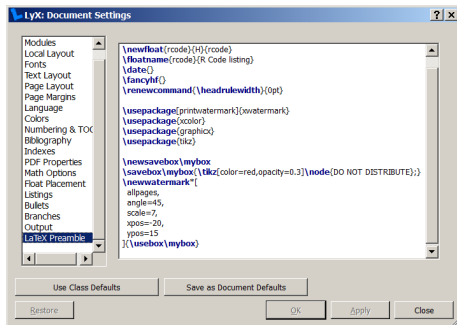 LyX: Document Settings
Modules
Local Layout
Fonts
Text Layout
Page Layout
Page Margins
Language
Colors
Numbering & TOC
Bibliography
Indexes
PDF Properties
Math Options
Float Placement
Listings
Bullets
Branches
Output
LaTeX Preamble
\newfloat{rcode}{H}{rcode}
\floatname{rcode}{R Code listing}
\date{}
\fancyhf{}
\renewcommand{\headrulewidth}{0pt}
\usepackage[printwatermark]{xwatermark}
\usepackage{xcolor}
\usepackage{graphicx}
\usepackage{tikz}
\newsavebox\mybox
\savebox\mybox{\tikz[color=red,opacity=0.3]\node{DO NOT DISTRIBUTE};}
\newwatermark*[
allpages,
angle=45,
scale=7,
xpos=-20,
ypos=15
]{\usebox\mybox}
Use Class Defaults
Save as Document Defaults
Restore
OK
Apply
Close